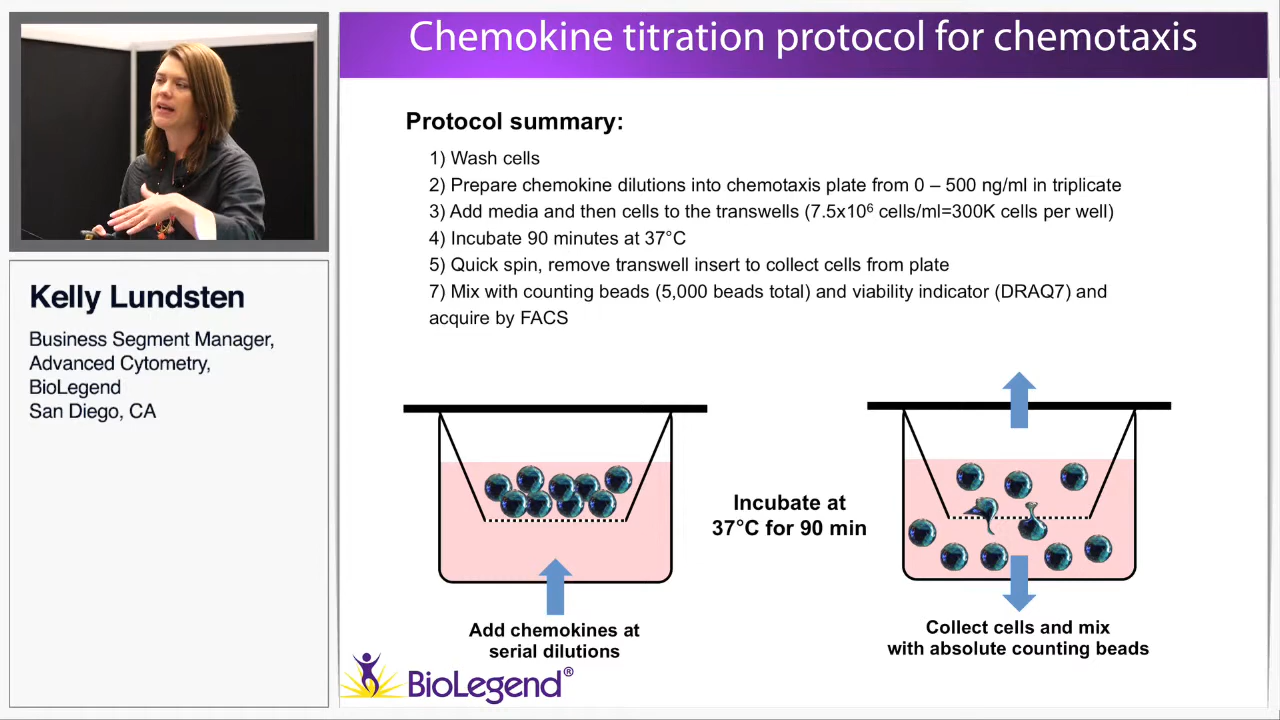 Chemokine titration protocol for chemotaxis
Kelly Lundsten
Business Segment Manager,
Advanced Cytometry,
BioLegend
San Diego, CA
Protocol summary:
1) Wash cells
2) Prepare chemokine dilutions into chemotaxis plate from 0 – 500 ng/ml in triplicate
3) Add media and then cells to the transwells (7.5x10⁶ cells/ml=300K cells per well)
4) Incubate 90 minutes at 37°C
5) Quick spin, remove transwell insert to collect cells from plate
7) Mix with counting beads (5,000 beads total) and viability indicator (DRAQ7) and
acquire by FACS
Incubate at
37°C for 90 min
Add chemokines at
serial dilutions
Collect cells and mix
with absolute counting beads
BioLegend®